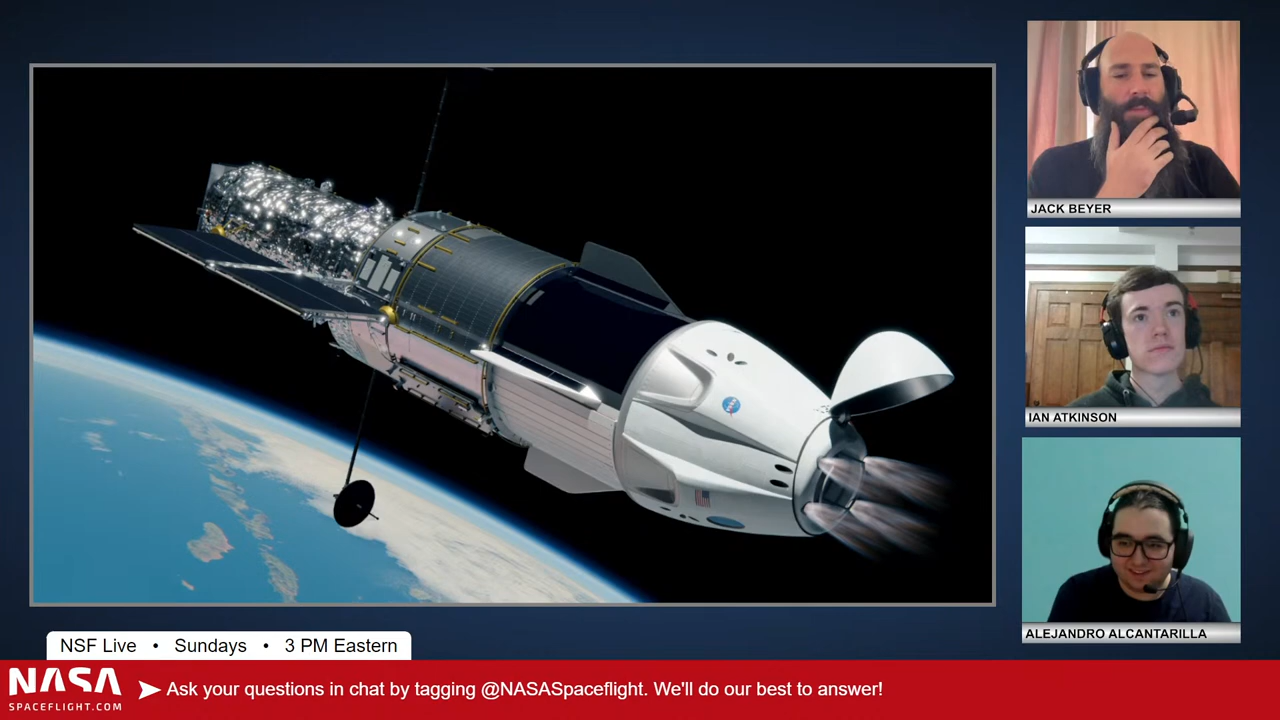 JACK BEYER
IAN ATKINSON
ALEJANDRO ALCANTARILLA
NSF Live • Sundays • 3 PM Eastern
NASA
SPACEFLIGHT.COM
Ask your questions in chat by tagging @NASASpaceflight. We'll do our best to answer!